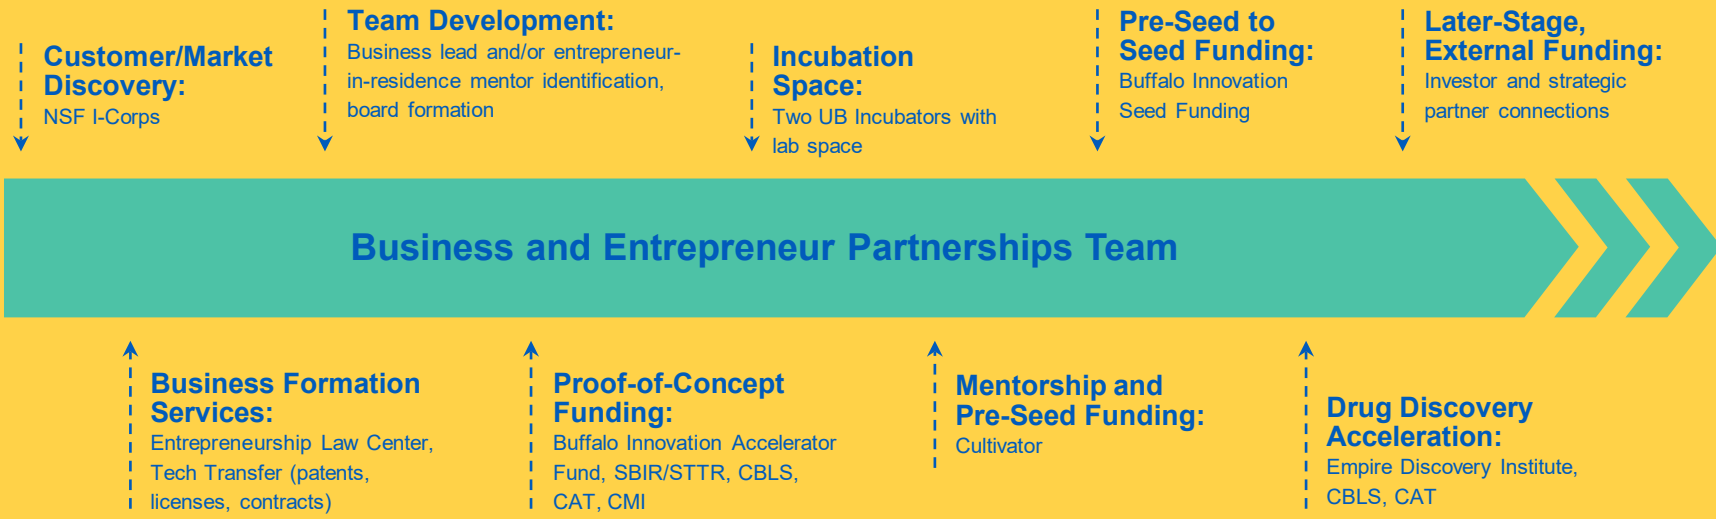 Customer/Market
Discovery:
NSF I-Corps
Team Development:
Business lead and/or entrepreneur-
in-residence mentor identification,
board formation
Incubation
Space:
Two UB Incubators with
lab space
Pre-Seed to
Seed Funding:
Buffalo Innovation
Seed Funding
Later-Stage,
External Funding:
Investor and strategic
partner connections
Business and Entrepreneur Partnerships Team
Business Formation
Services:
Entrepreneurship Law Center,
Tech Transfer (patents,
licenses, contracts)
Proof-of-Concept
Funding:
Buffalo Innovation Accelerator
Fund, SBIR/STTR, CBLS,
CAT, CMI
Mentorship and
Pre-Seed Funding:
Cultivator
Drug Discovery
Acceleration:
Empire Discovery Institute,
CBLS, CAT